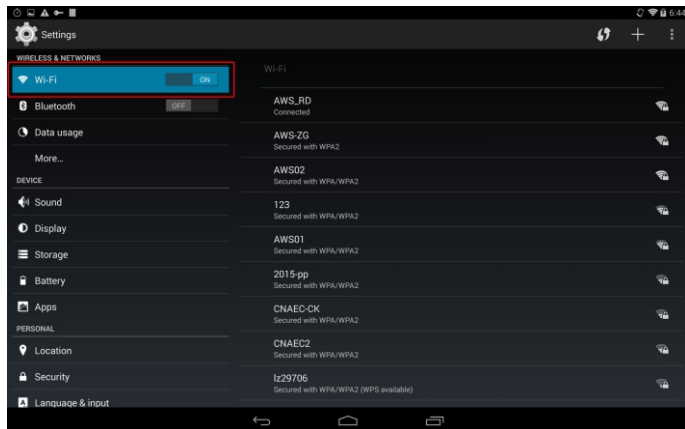 6:44
Settings
WIRELESS & NETWORKS
Wi-Fi
ON
Bluetooth
OFF
Data usage
More...
DEVICE
Sound
Display
Storage
Battery
Apps
PERSONAL
Location
Security
Language & input
Wi-Fi
AWS_RD
Connected
AWS-ZG
Secured with WPA2
AWS02
Secured with WPA/WPA2
123
Secured with WPA/WPA2
AWS01
Secured with WPA/WPA2
2015-pp
Secured with WPA/WPA2
CNAEC-CK
Secured with WPA/WPA2
CNAEC2
Secured with WPA/WPA2
lz29706
Secured with WPA/WPA2 (WPS available)